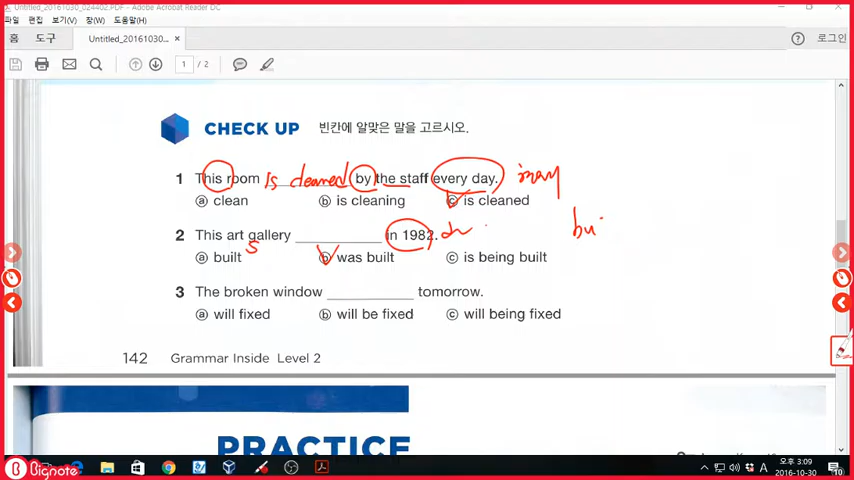 Untitled_20161030_024402.PDF - Adobe Acrobat Reader DC
파일 편집 보기(V) 창(W) 도움말(H)
홈 도구 Untitled_20161030... × ? 로그인
1 / 2
CHECK UP 빈칸에 알맞은 말을 고르시오.
1 This room is cleaned by the staff every day.
ⓐ clean ⓑ is cleaning ⓒ is cleaned
2 This art gallery in 1982.
bui
s
ⓐ built ⓑ was built ⓒ is being built
3 The broken window tomorrow.
ⓐ will fixed ⓑ will be fixed ⓒ will being fixed
142 Grammar Inside Level 2
PRACTICE
Bignote
A 오후 3:09
2016-10-30